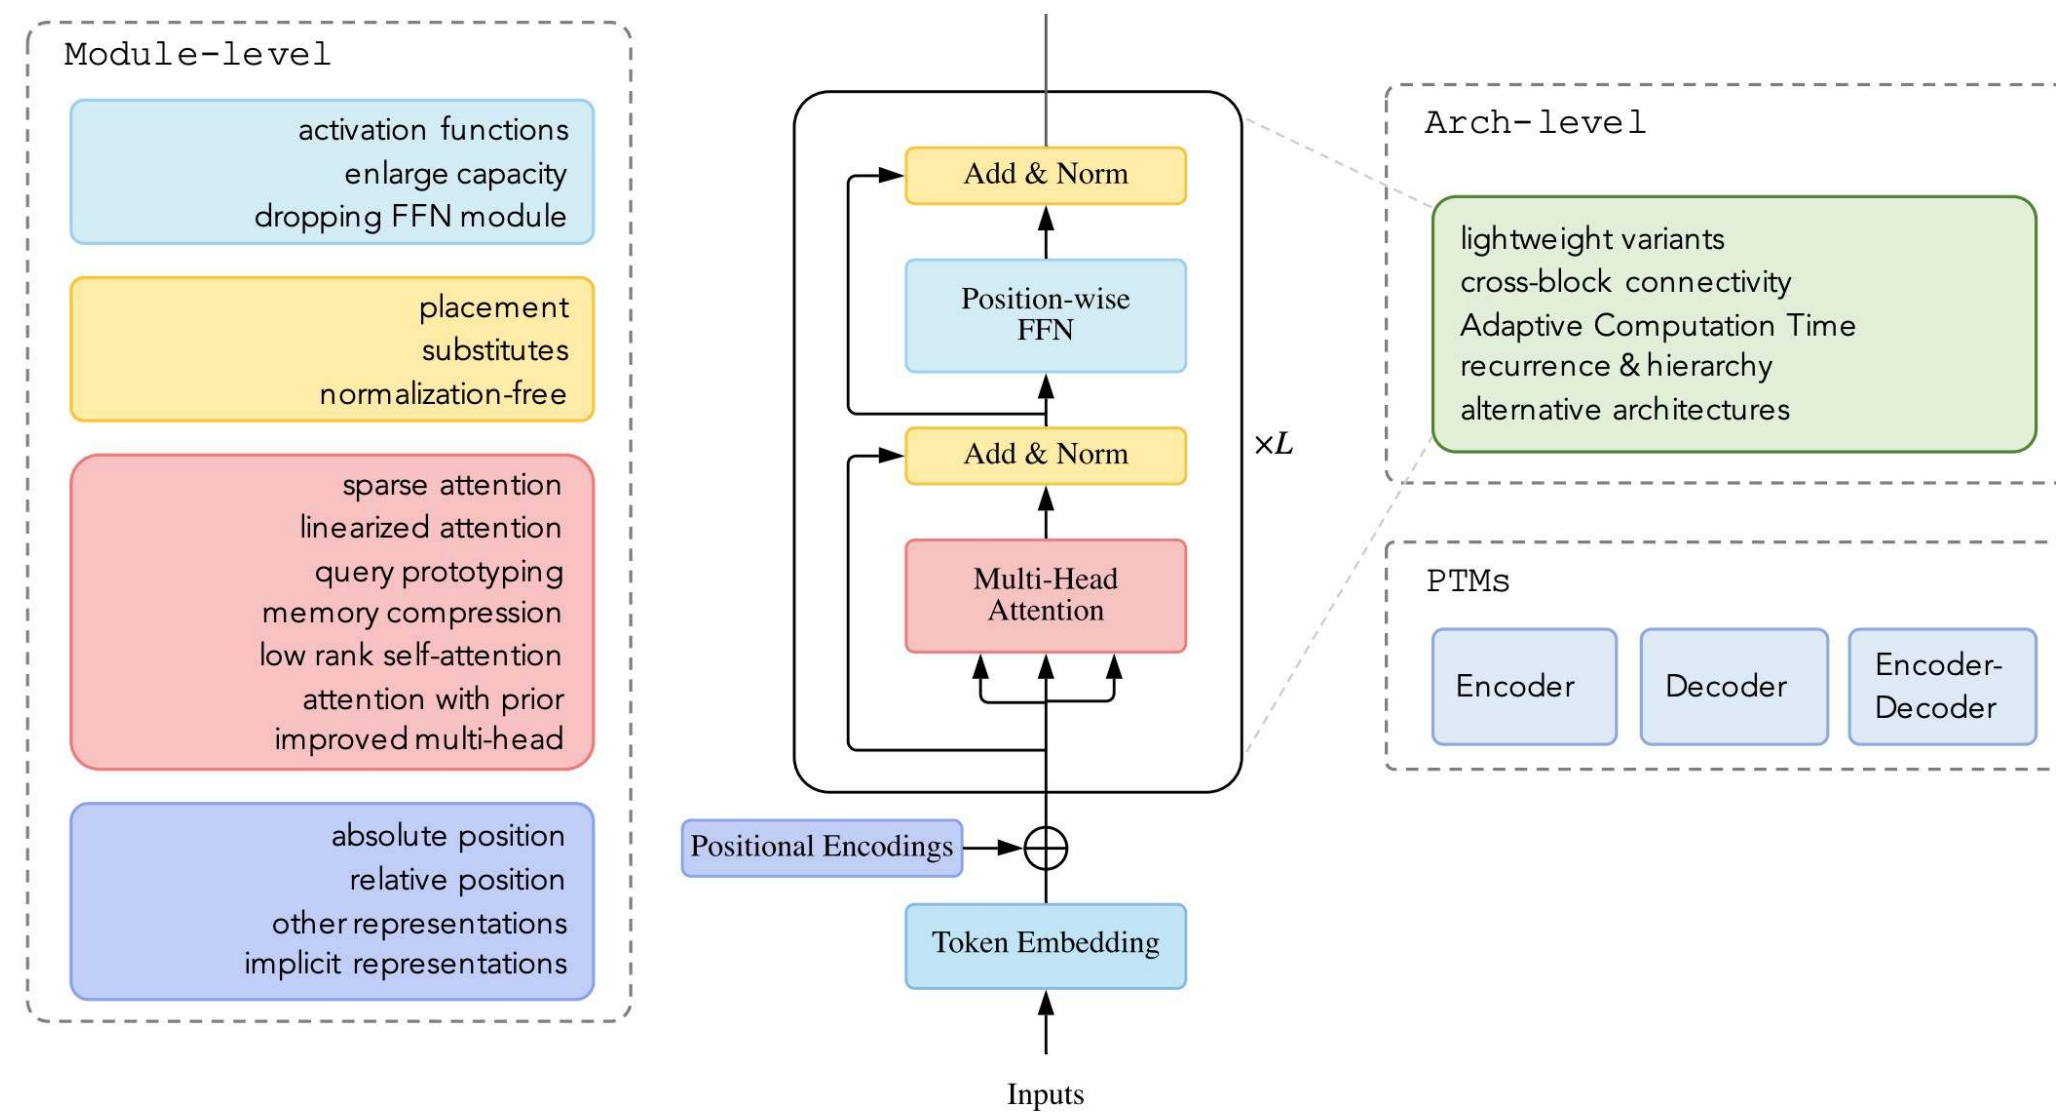 Module-level
activation functions
enlarge capacity
dropping FFN module
placement
substitutes
normalization-free
sparse attention
linearized attention
query prototyping
memory compression
low rank self-attention
attention with prior
improved multi-head
absolute position
relative position
other representations
implicit representations
Add & Norm
Position-wise
FFN
Add & Norm
×L
Multi-Head
Attention
Positional Encodings
Token Embedding
Inputs
Arch-level
lightweight variants
cross-block connectivity
Adaptive Computation Time
recurrence & hierarchy
alternative architectures
PTMs
Encoder
Decoder
Encoder-
Decoder